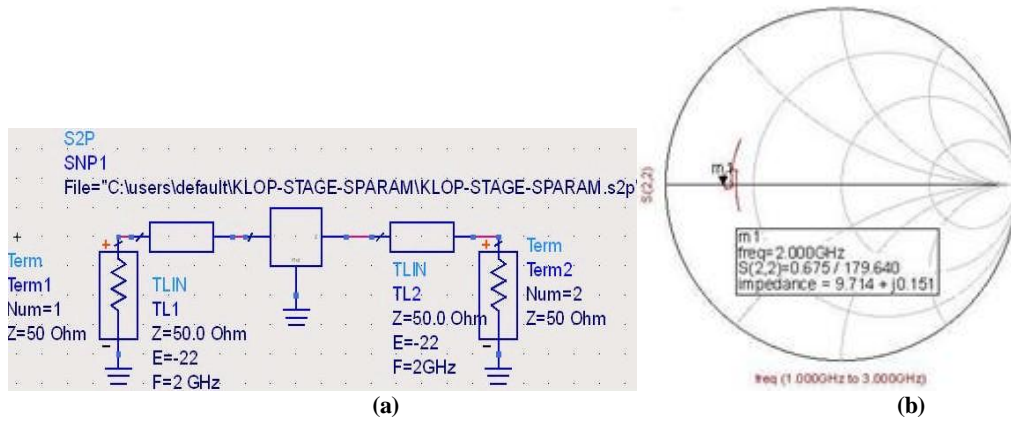 S2P
SNP1
File="C:\users\default\KLOP-STAGE-SPARAM\KLOP-STAGE-SPARAM.s2p"
+
Term
Term1
Num=1
Z=50 Ohm
+
-
TLIN
TL1
Z=50.0 Ohm
E=-22
F=2 GHz
TLIN
TL2
Z=50.0 Ohm
E=-22
F=2GHz
+
-
Term
Term2
Num=2
Z=50 Ohm
(a)
S(2,2)
m1
m1
freq=2.000GHz
S(2,2)=0.675 / 179.640
impedance = 9.714 + j0.151
freq (1.000GHz to 3.000GHz)
(b)